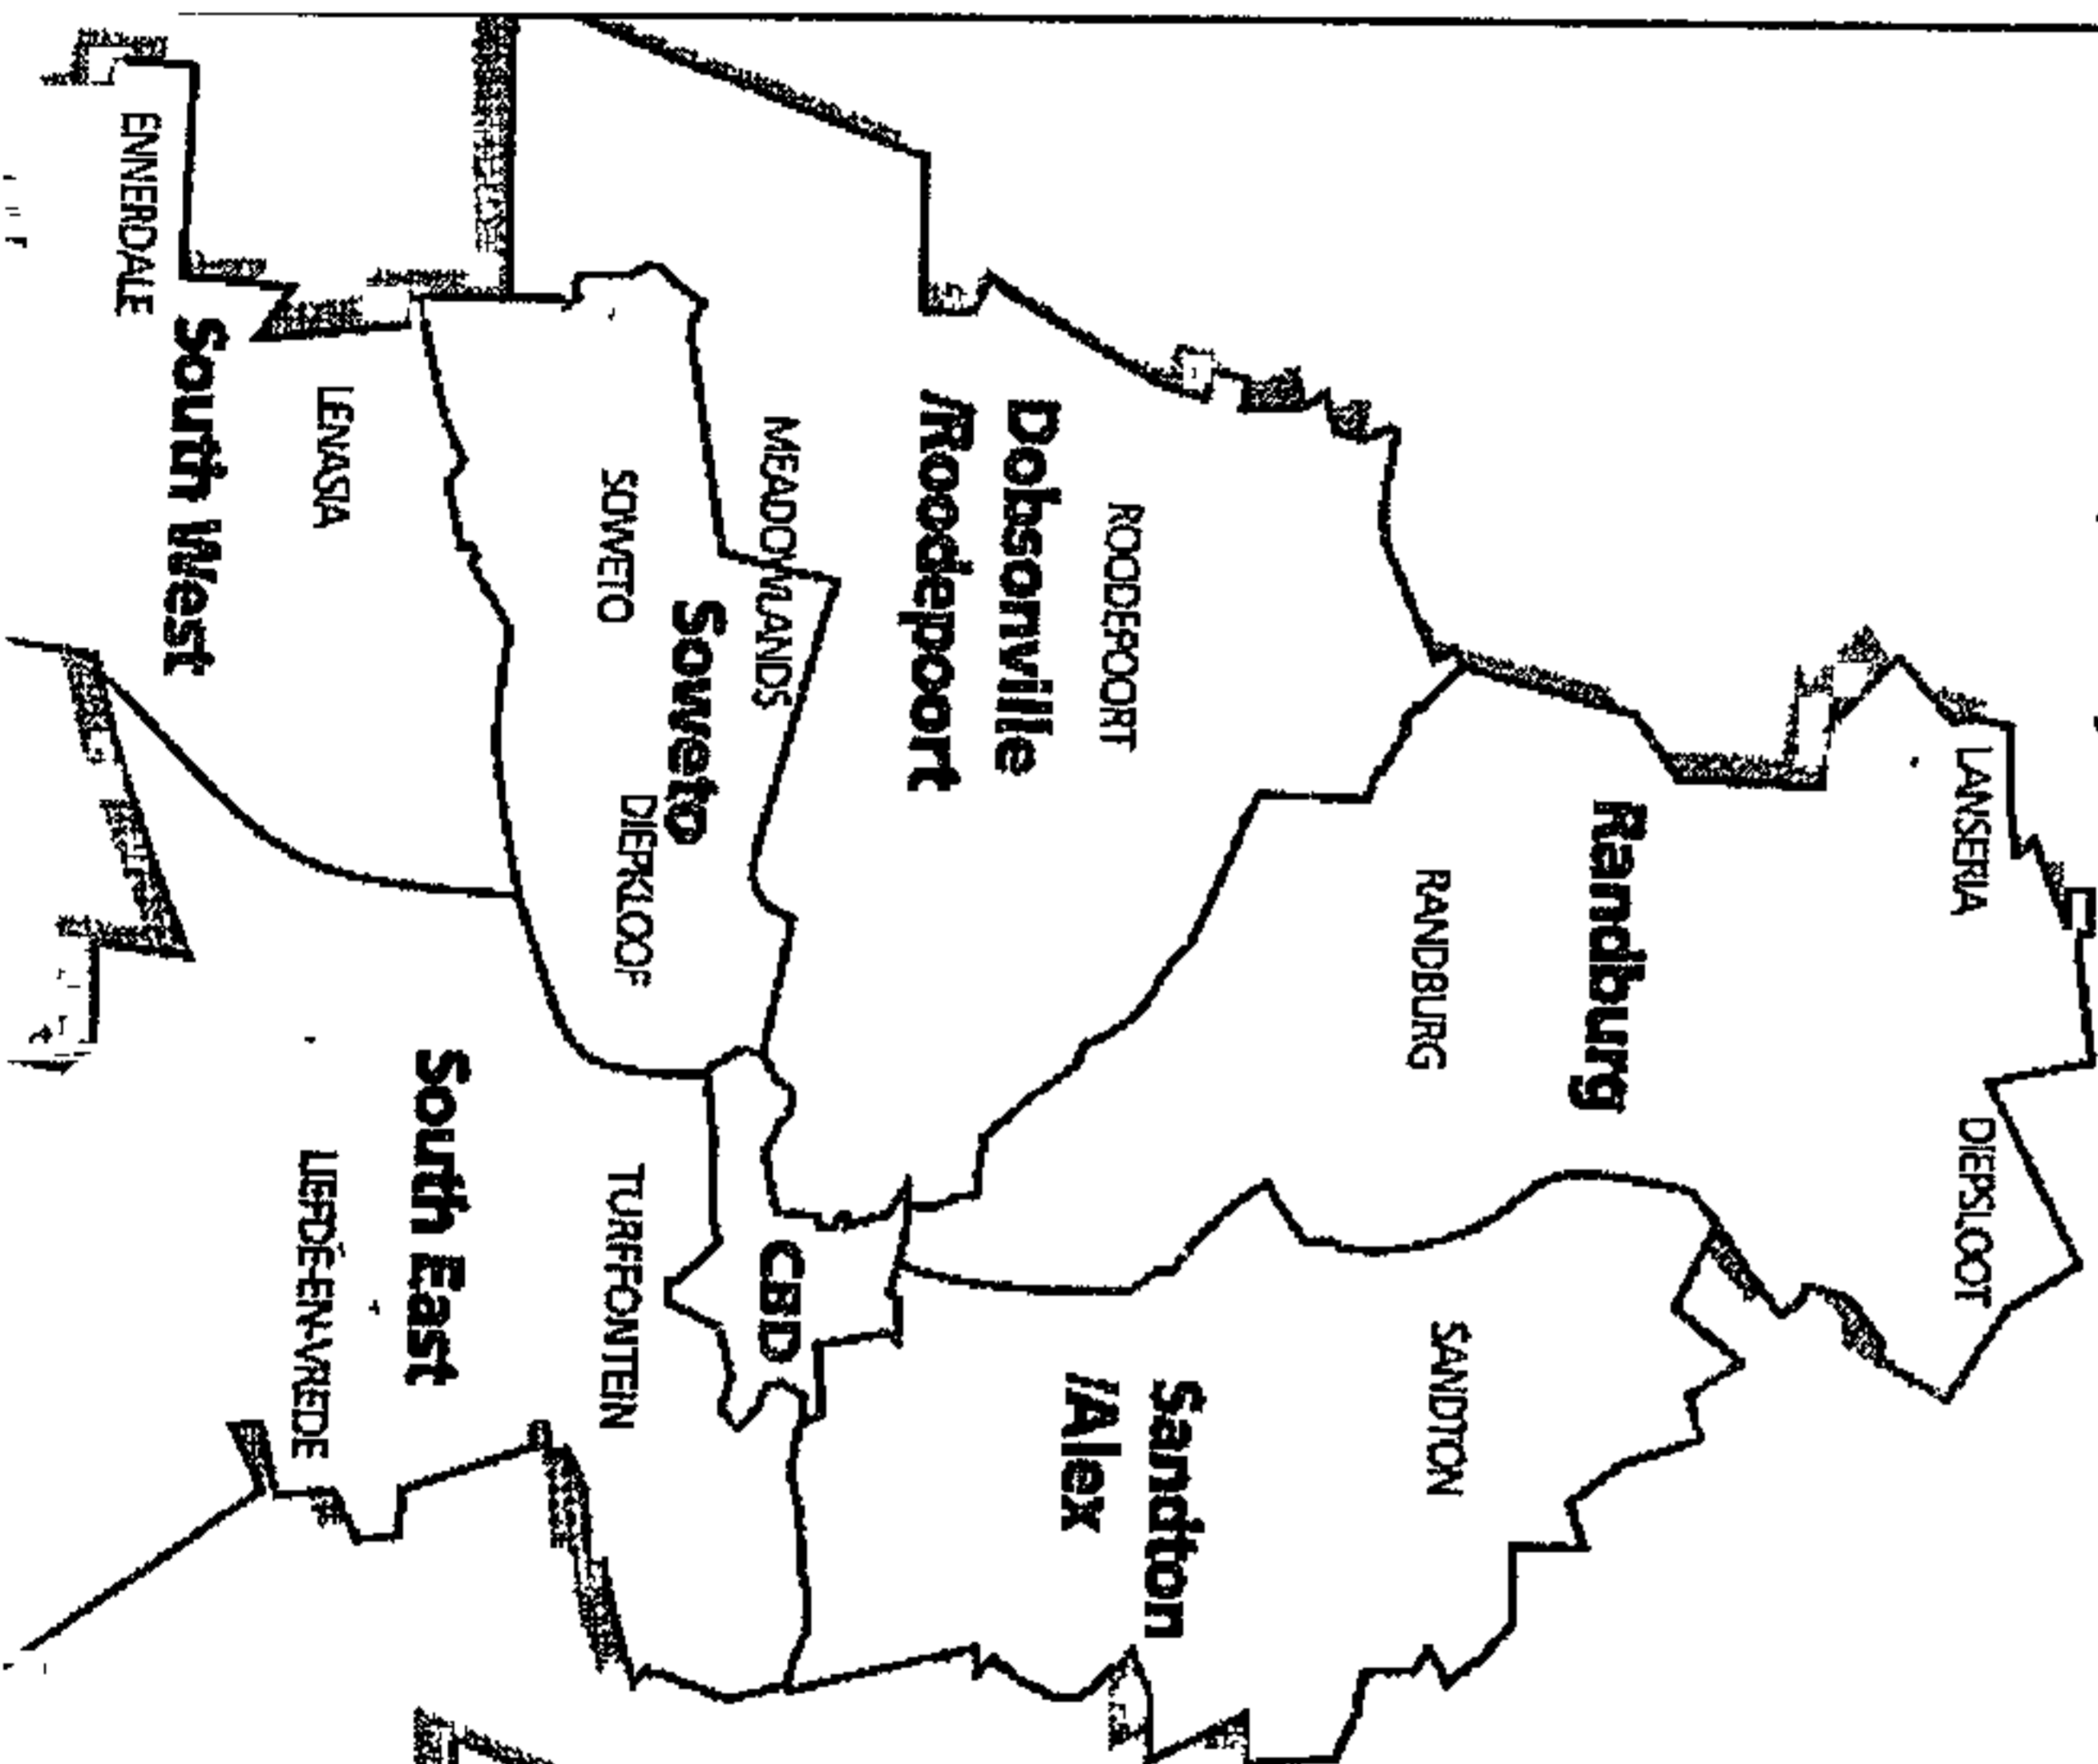 LANSERIA
DIEPSLOOT
Randburg
RANDBURG
SANDTON
ROODEPOORT
Dobsonville
/Roodepoort
Sandton
//Alex
MEADOWLANDS
CBD
Soweto
SOWETO
DIEPKLOOF
TURFFONTEIN
South East
LENASIA
LIEFDE-EN-VREDE
South West
ENNERDALE